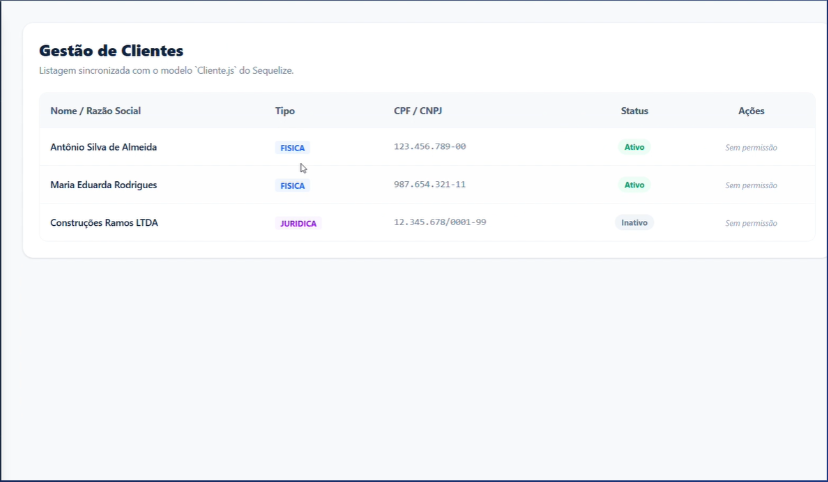 Gestão de Clientes
Listagem sincronizada com o modelo `Cliente.js` do Sequelize.
Nome / Razão Social Tipo CPF / CNPJ Status Ações
Antônio Silva de Almeida FISICA 123.456.789-00 Ativo Sem permissão
Maria Eduarda Rodrigues FISICA 987.654.321-11 Ativo Sem permissão
Construções Ramos LTDA JURIDICA 12.345.678/0001-99 Inativo Sem permissão